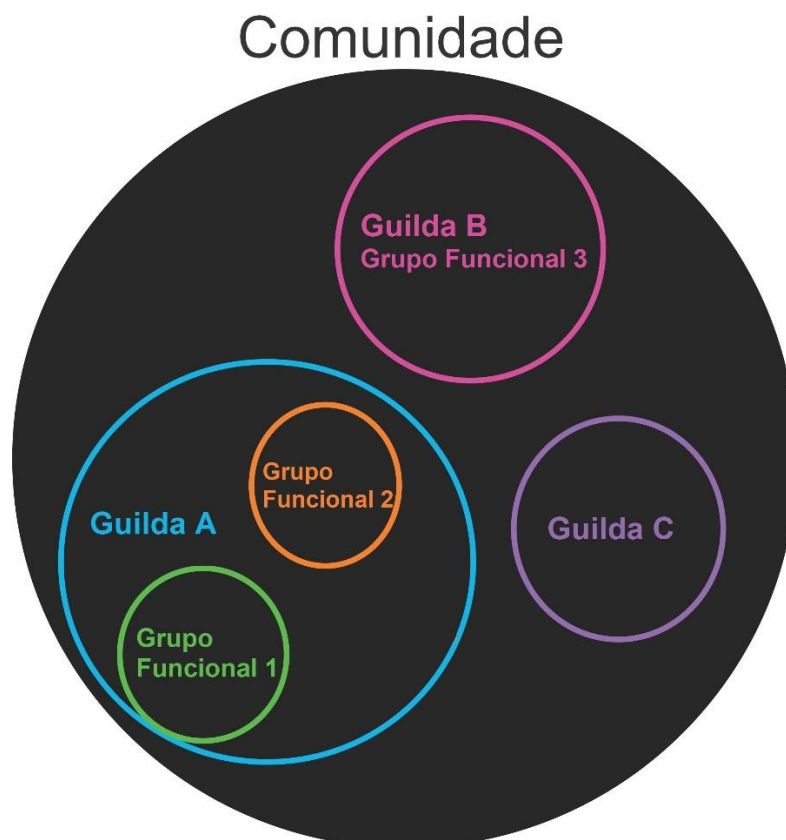 Comunidade
Guilda B
Grupo Funcional 3
Grupo
Funcional 2
Guilda A
Guilda C
Grupo
Funcional 1